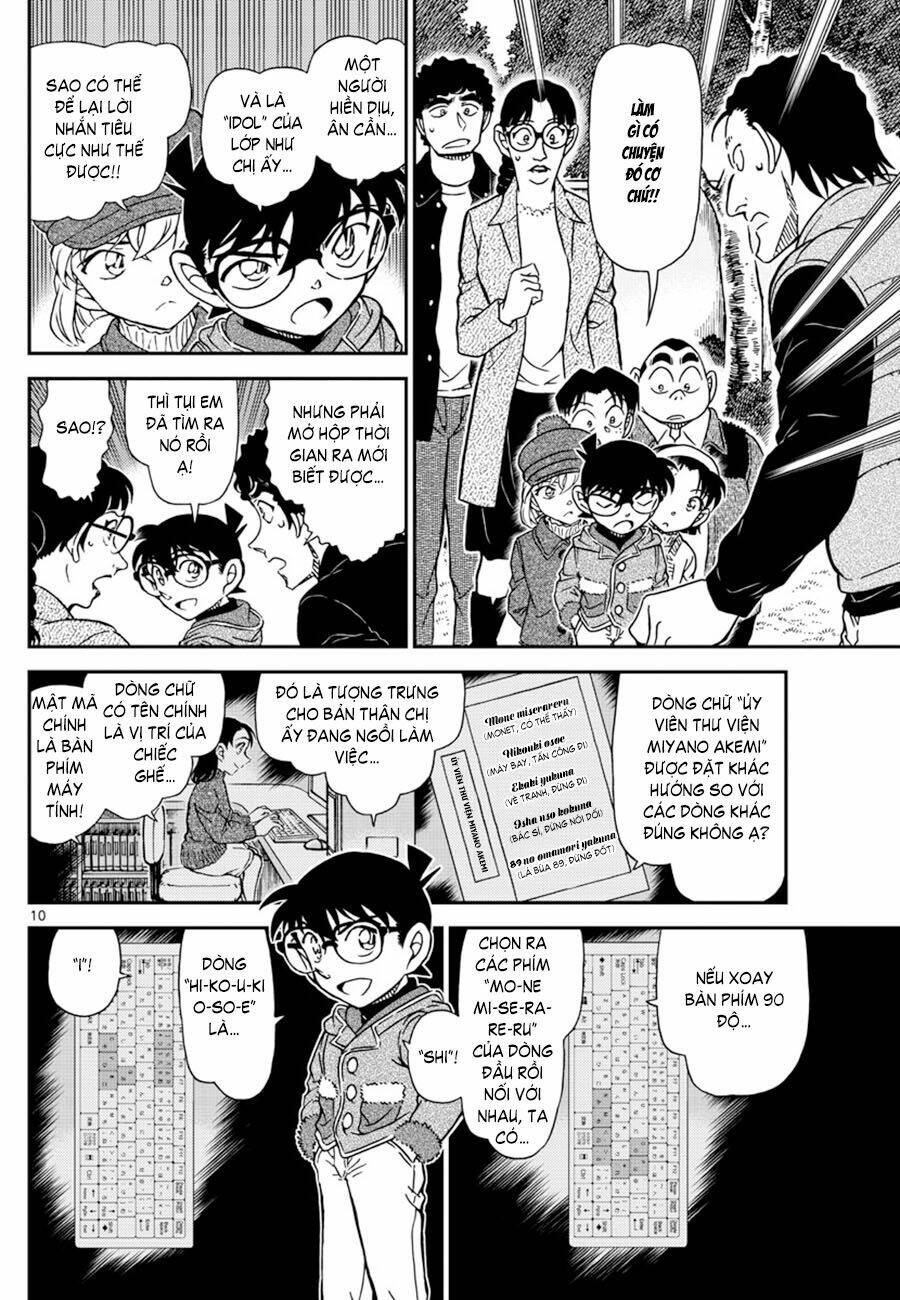 LÀM
GÌ CÓ
CHUYỆN
ĐÓ CƠ
CHỨ!!
MỘT
NGƯỜI
HIỀN DỊU,
ÂN CẦN...
VÀ LÀ
"IDOL" CỦA
LỚP NHƯ
CHỊ ẤY...
SAO CÓ THỂ
ĐỂ LẠI LỜI
NHẮN TIÊU
CỰC NHƯ THẾ
ĐƯỢC!!
NHƯNG PHẢI
MỞ HỘP THỜI
GIAN RA MỚI
BIẾT ĐƯỢC...
THÌ TỤI EM
ĐÃ TÌM RA
NÓ RỒI
Ạ!
SAO!?
DÒNG CHỮ "ỦY
VIÊN THƯ VIỆN
MIYANO AKEMI"
ĐƯỢC ĐẶT KHÁC
HƯỚNG SO VỚI
CÁC DÒNG KHÁC
ĐÚNG KHÔNG Ạ?
Mone miserareru
(MONET, CÓ THỂ THẤY)
Hikouki osoe
(MÁY BAY, TẤN CÔNG ĐI)
Ekaki yukuna
(VẼ TRANH, ĐỪNG ĐI)
Isha uso kokuna
(BÁC SĨ, ĐỪNG NÓI DỐI)
89 no omamori yakuna
(LÁ BÙA 89, ĐỪNG ĐỐT)
ỦY VIÊN THƯ VIỆN MIYANO AKEMI
ĐÓ LÀ TƯỢNG TRƯNG
CHO BẢN THÂN CHỊ
ẤY ĐANG NGỒI LÀM
VIỆC...
DÒNG CHỮ
CÓ TÊN CHÍNH
LÀ VỊ TRÍ CỦA
CHIẾC
GHẾ...
MẬT MÃ
CHÍNH
LÀ BÀN
PHÍM
MÁY
TÍNH!
10
NẾU XOAY
BÀN PHÍM 90
ĐỘ...
CHỌN RA
CÁC PHÍM
"MO-NE
MI-SE-RA-
RE-RU"
CỦA DÒNG
ĐẦU RỒI
NỐI VỚI
NHAU, TA
CÓ...
"SHI"!
DÒNG
"HI-KO-U-KI
O-SO-E"
LÀ...
"I"!